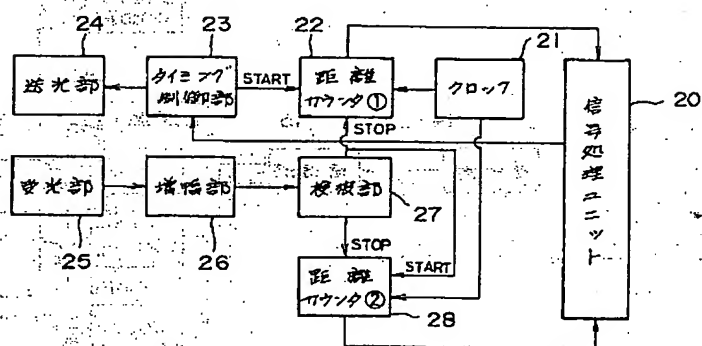 24
23
22
21
送光部
タイミング
制御部
START
距離
カウンタ①
クロック
20
信号処理ユニット
STOP
受光部
増幅部
検波部
25
26
27
STOP
START
距離
カウンタ②
28